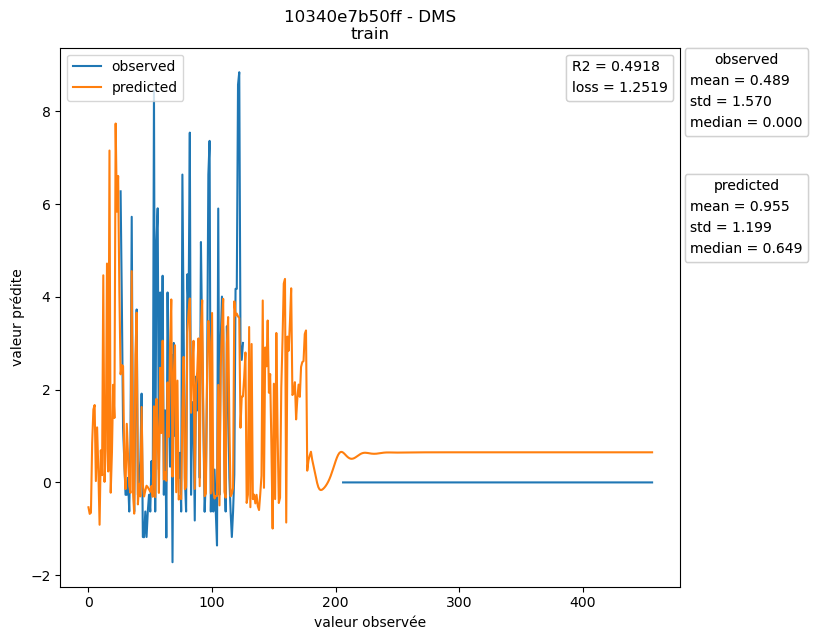 10340e7b50ff - DMS
train
observed
predicted
R2 = 0.4918
loss = 1.2519
observed
mean = 0.489
std = 1.570
median = 0.000
predicted
mean = 0.955
std = 1.199
median = 0.649
valeur prédite
8
6
4
2
0
−2
0
100
200
300
400
valeur observée